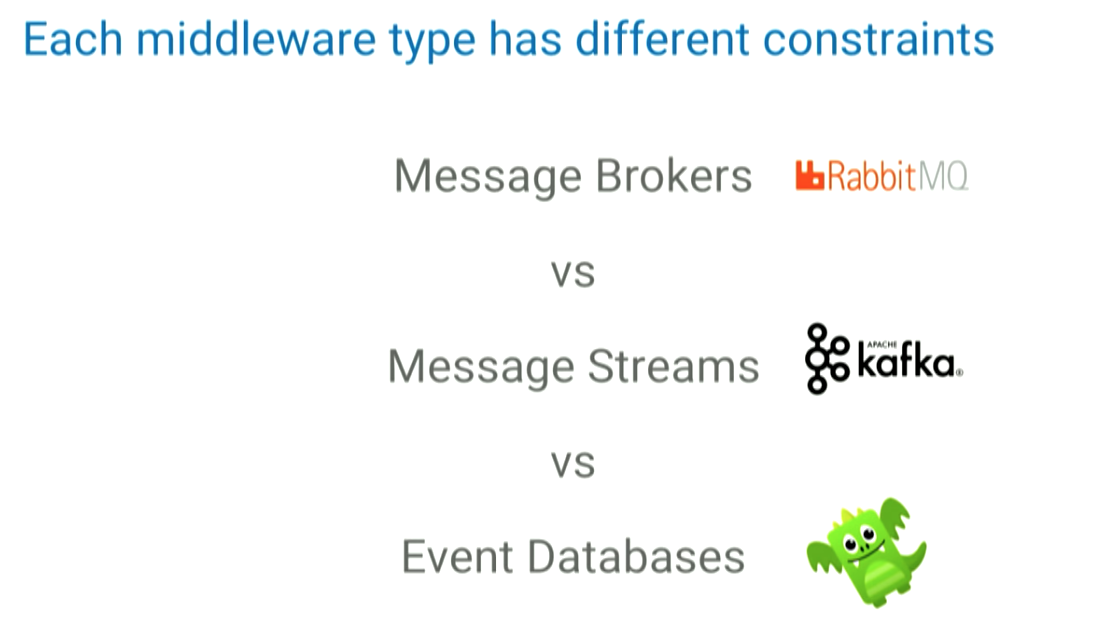 Each middleware type has different constraints
Message Brokers RabbitMQ
vs
Message Streams APACHE kafka®
vs
Event Databases